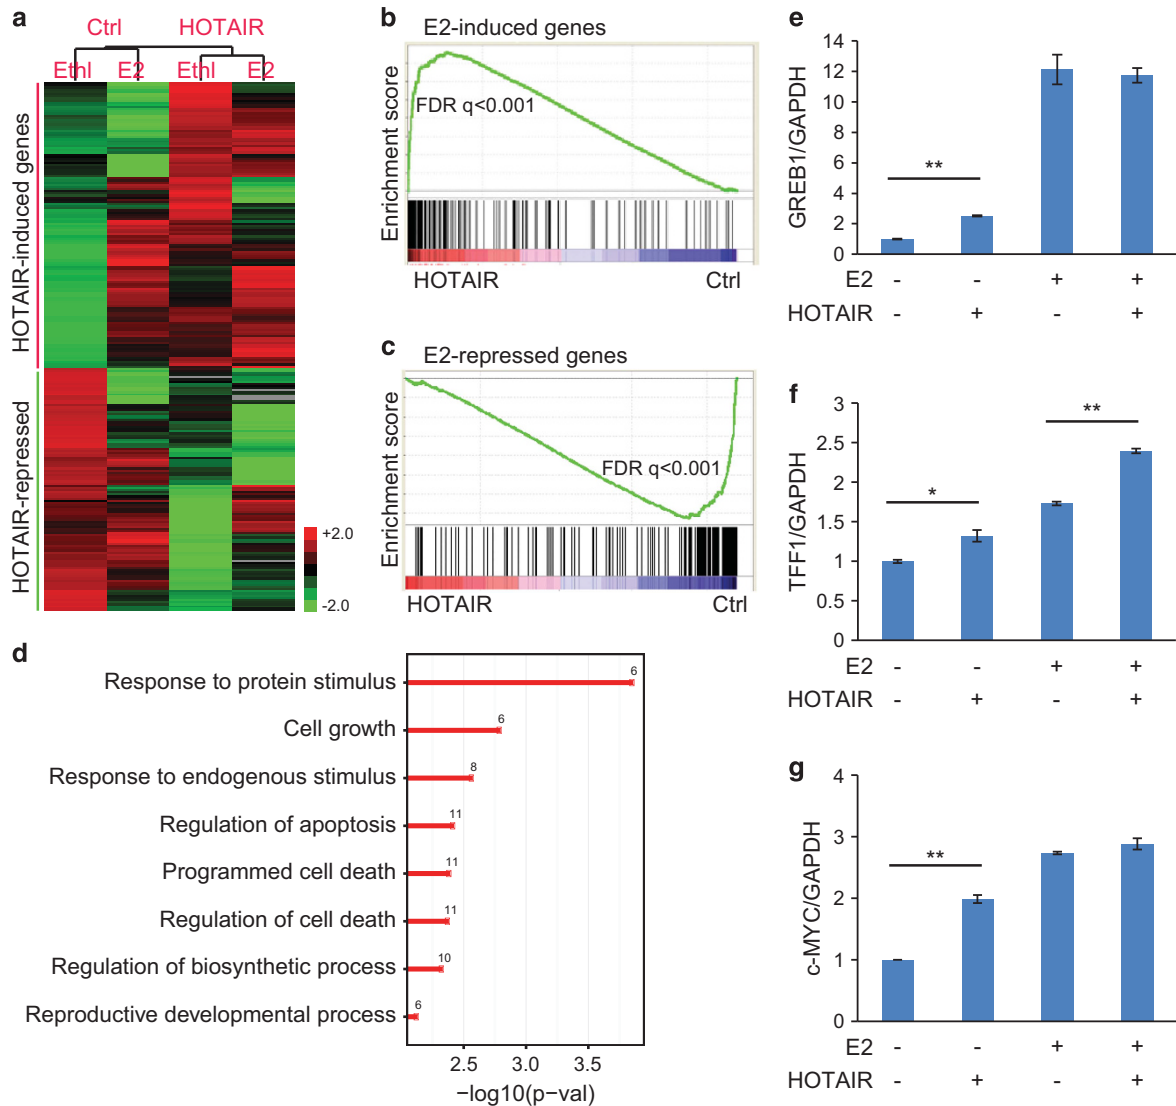 a
Ctrl HOTAIR
Ethl E2 Ethl E2
HOTAIR-induced genes
HOTAIR-repressed
+2.0
-2.0
b
E2-induced genes
Enrichment score
FDR q<0.001
HOTAIR Ctrl
c
E2-repressed genes
Enrichment score
FDR q<0.001
HOTAIR Ctrl
d
Response to protein stimulus 6
Cell growth 6
Response to endogenous stimulus 8
Regulation of apoptosis 11
Programmed cell death 11
Regulation of cell death 11
Regulation of biosynthetic process 10
Reproductive developmental process 6
2.5 3.0 3.5
−log10(p−val)
e
GREB1/GAPDH
14
12
10
8
6
4
2
0
**
E2 - - + +
HOTAIR - + - +
f
TFF1/GAPDH
3
2.5
2
1.5
1
0.5
0
*
**
E2 - - + +
HOTAIR - + - +
g
c-MYC/GAPDH
4
3
2
1
0
**
E2 - - + +
HOTAIR - + - +